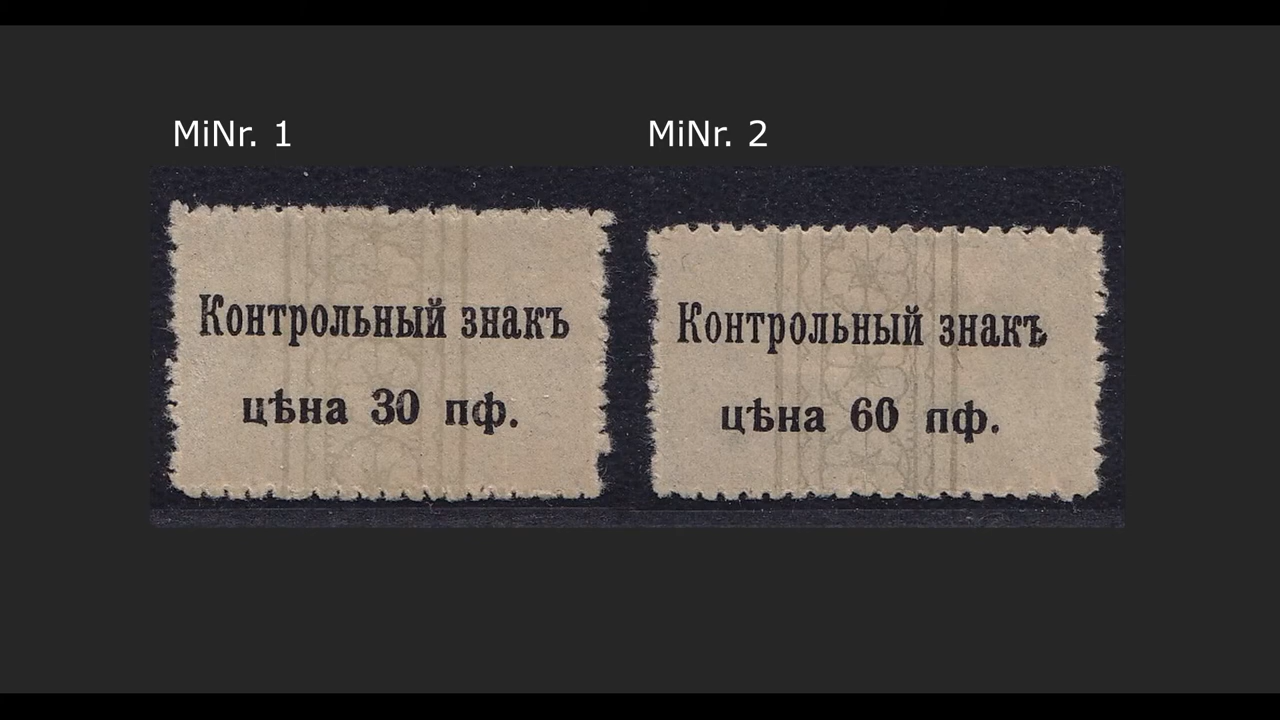 MiNr. 1
MiNr. 2
Контрольный знакъ
цѣна 30 пф.
Контрольный знакъ
цѣна 60 пф.